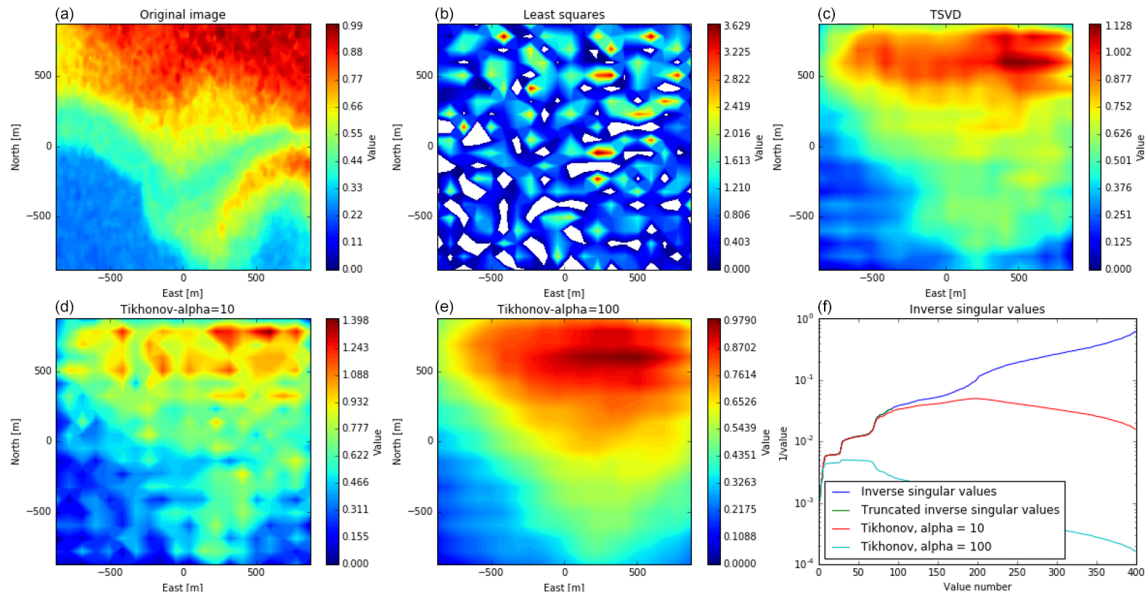 (a)
Original image
500
0
−500
North [m]
−500
0
500
East [m]
0.99
0.88
0.77
0.66
0.55
0.44
0.33
0.22
0.11
0.00
Value
(b)
Least squares
500
0
−500
North [m]
−500
0
500
East [m]
3.629
3.225
2.822
2.419
2.016
1.613
1.210
0.806
0.403
0.000
Value
(c)
TSVD
500
0
−500
North [m]
−500
0
500
East [m]
1.128
1.003
0.877
0.752
0.626
0.501
0.376
0.250
0.125
0.000
Value
(d)
Tikhonov-alpha=10
500
0
−500
North [m]
−500
0
500
East [m]
1.398
1.243
1.087
0.932
0.777
0.622
0.466
0.311
0.155
0.000
Value
(e)
Tikhonov-alpha=100
500
0
−500
North [m]
−500
0
500
East [m]
0.9790
0.8702
0.7614
0.6526
0.5439
0.4351
0.3263
0.2175
0.1088
0.0000
Value
(f)
Inverse singular values
10^0
10^-1
10^-2
10^-3
10^-4
1/value
Inverse singular values
Truncated inverse singular values
Tikhonov, alpha = 10
Tikhonov, alpha = 100
0
50
100
150
200
250
300
350
400
Value number